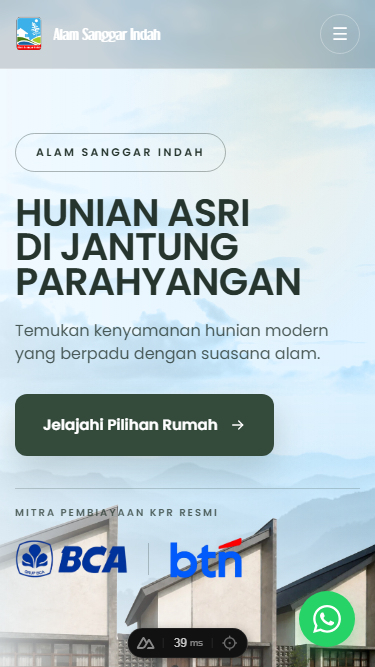 Alam Sanggar Indah
ALAM SANGGAR INDAH
HUNIAN ASRI
DI JANTUNG
PARAHYANGAN
Temukan kenyamanan hunian modern
yang berpadu dengan suasana alam.
Jelajahi Pilihan Rumah →
MITRA PEMBIAYAAN KPR RESMI
BCA
btn
39 ms